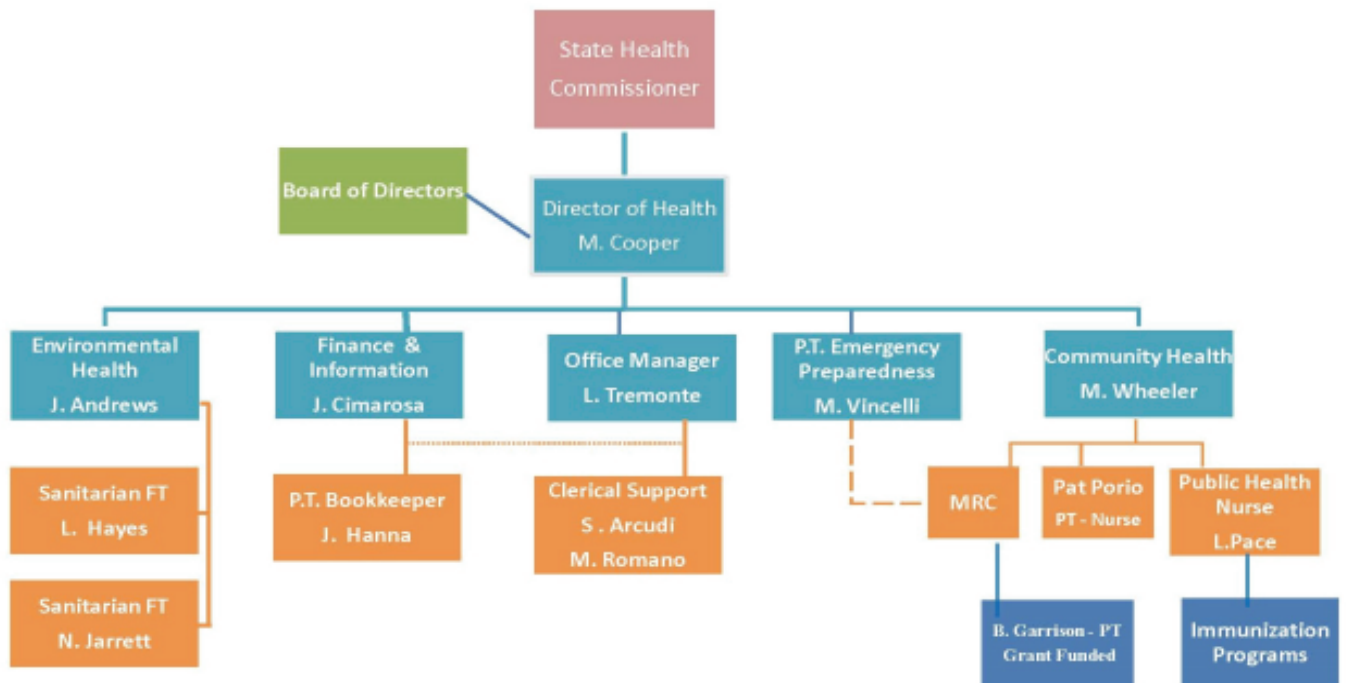 State Health
Commissioner
Board of Directors
Director of Health
M. Cooper
Environmental
Health
J. Andrews
Finance &
Information
J. Cimarosa
Office Manager
L. Tremonte
P.T. Emergency
Preparedness
M. Vincelli
Community Health
M. Wheeler
Sanitarian FT
L. Hayes
P.T. Bookkeeper
J. Hanna
Clerical Support
S . Arcudi
M. Romano
MRC
Pat Porio
PT - Nurse
Public Health
Nurse
L.Pace
Sanitarian FT
N. Jarrett
B. Garrison - PT
Grant Funded
Immunization
Programs